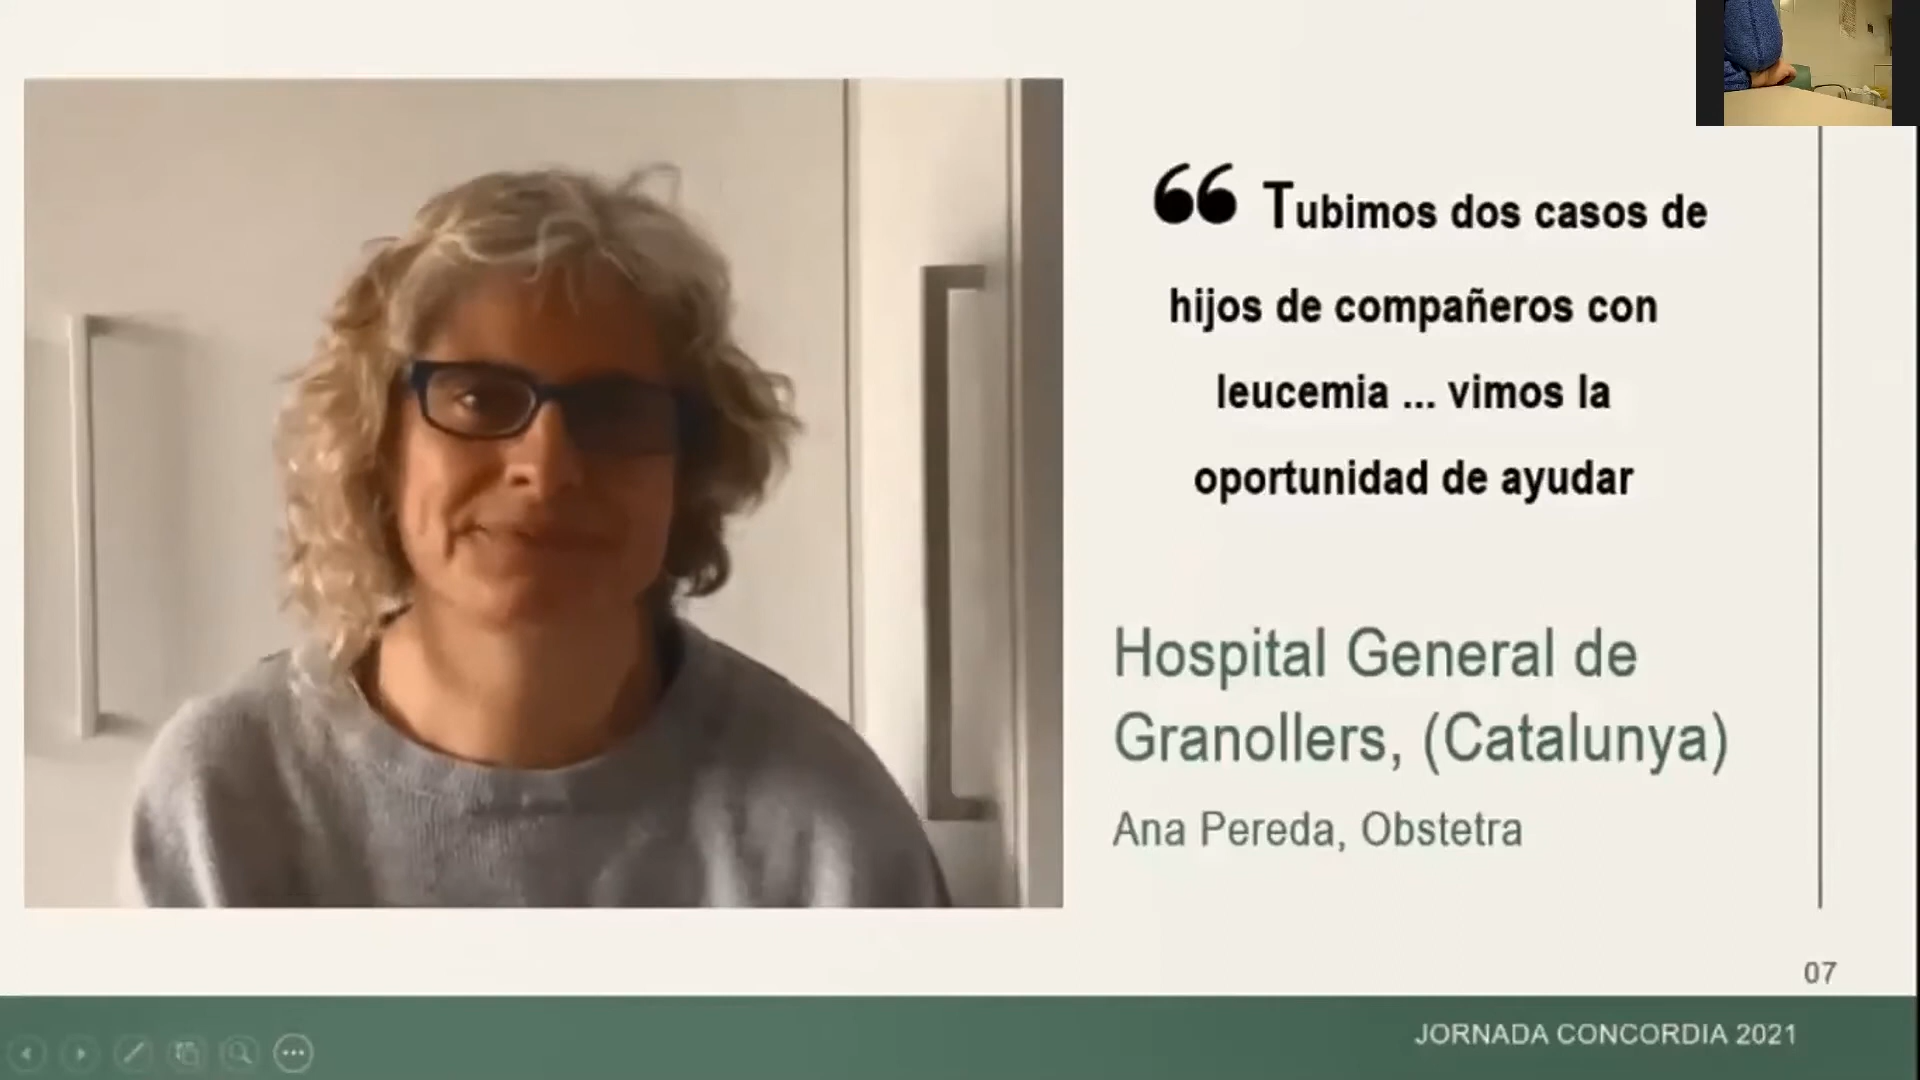 “ Tubimos dos casos de
hijos de compañeros con
leucemia ... vimos la
oportunidad de ayudar
Hospital General de
Granollers, (Catalunya)
Ana Pereda, Obstetra
07
JORNADA CONCORDIA 2021